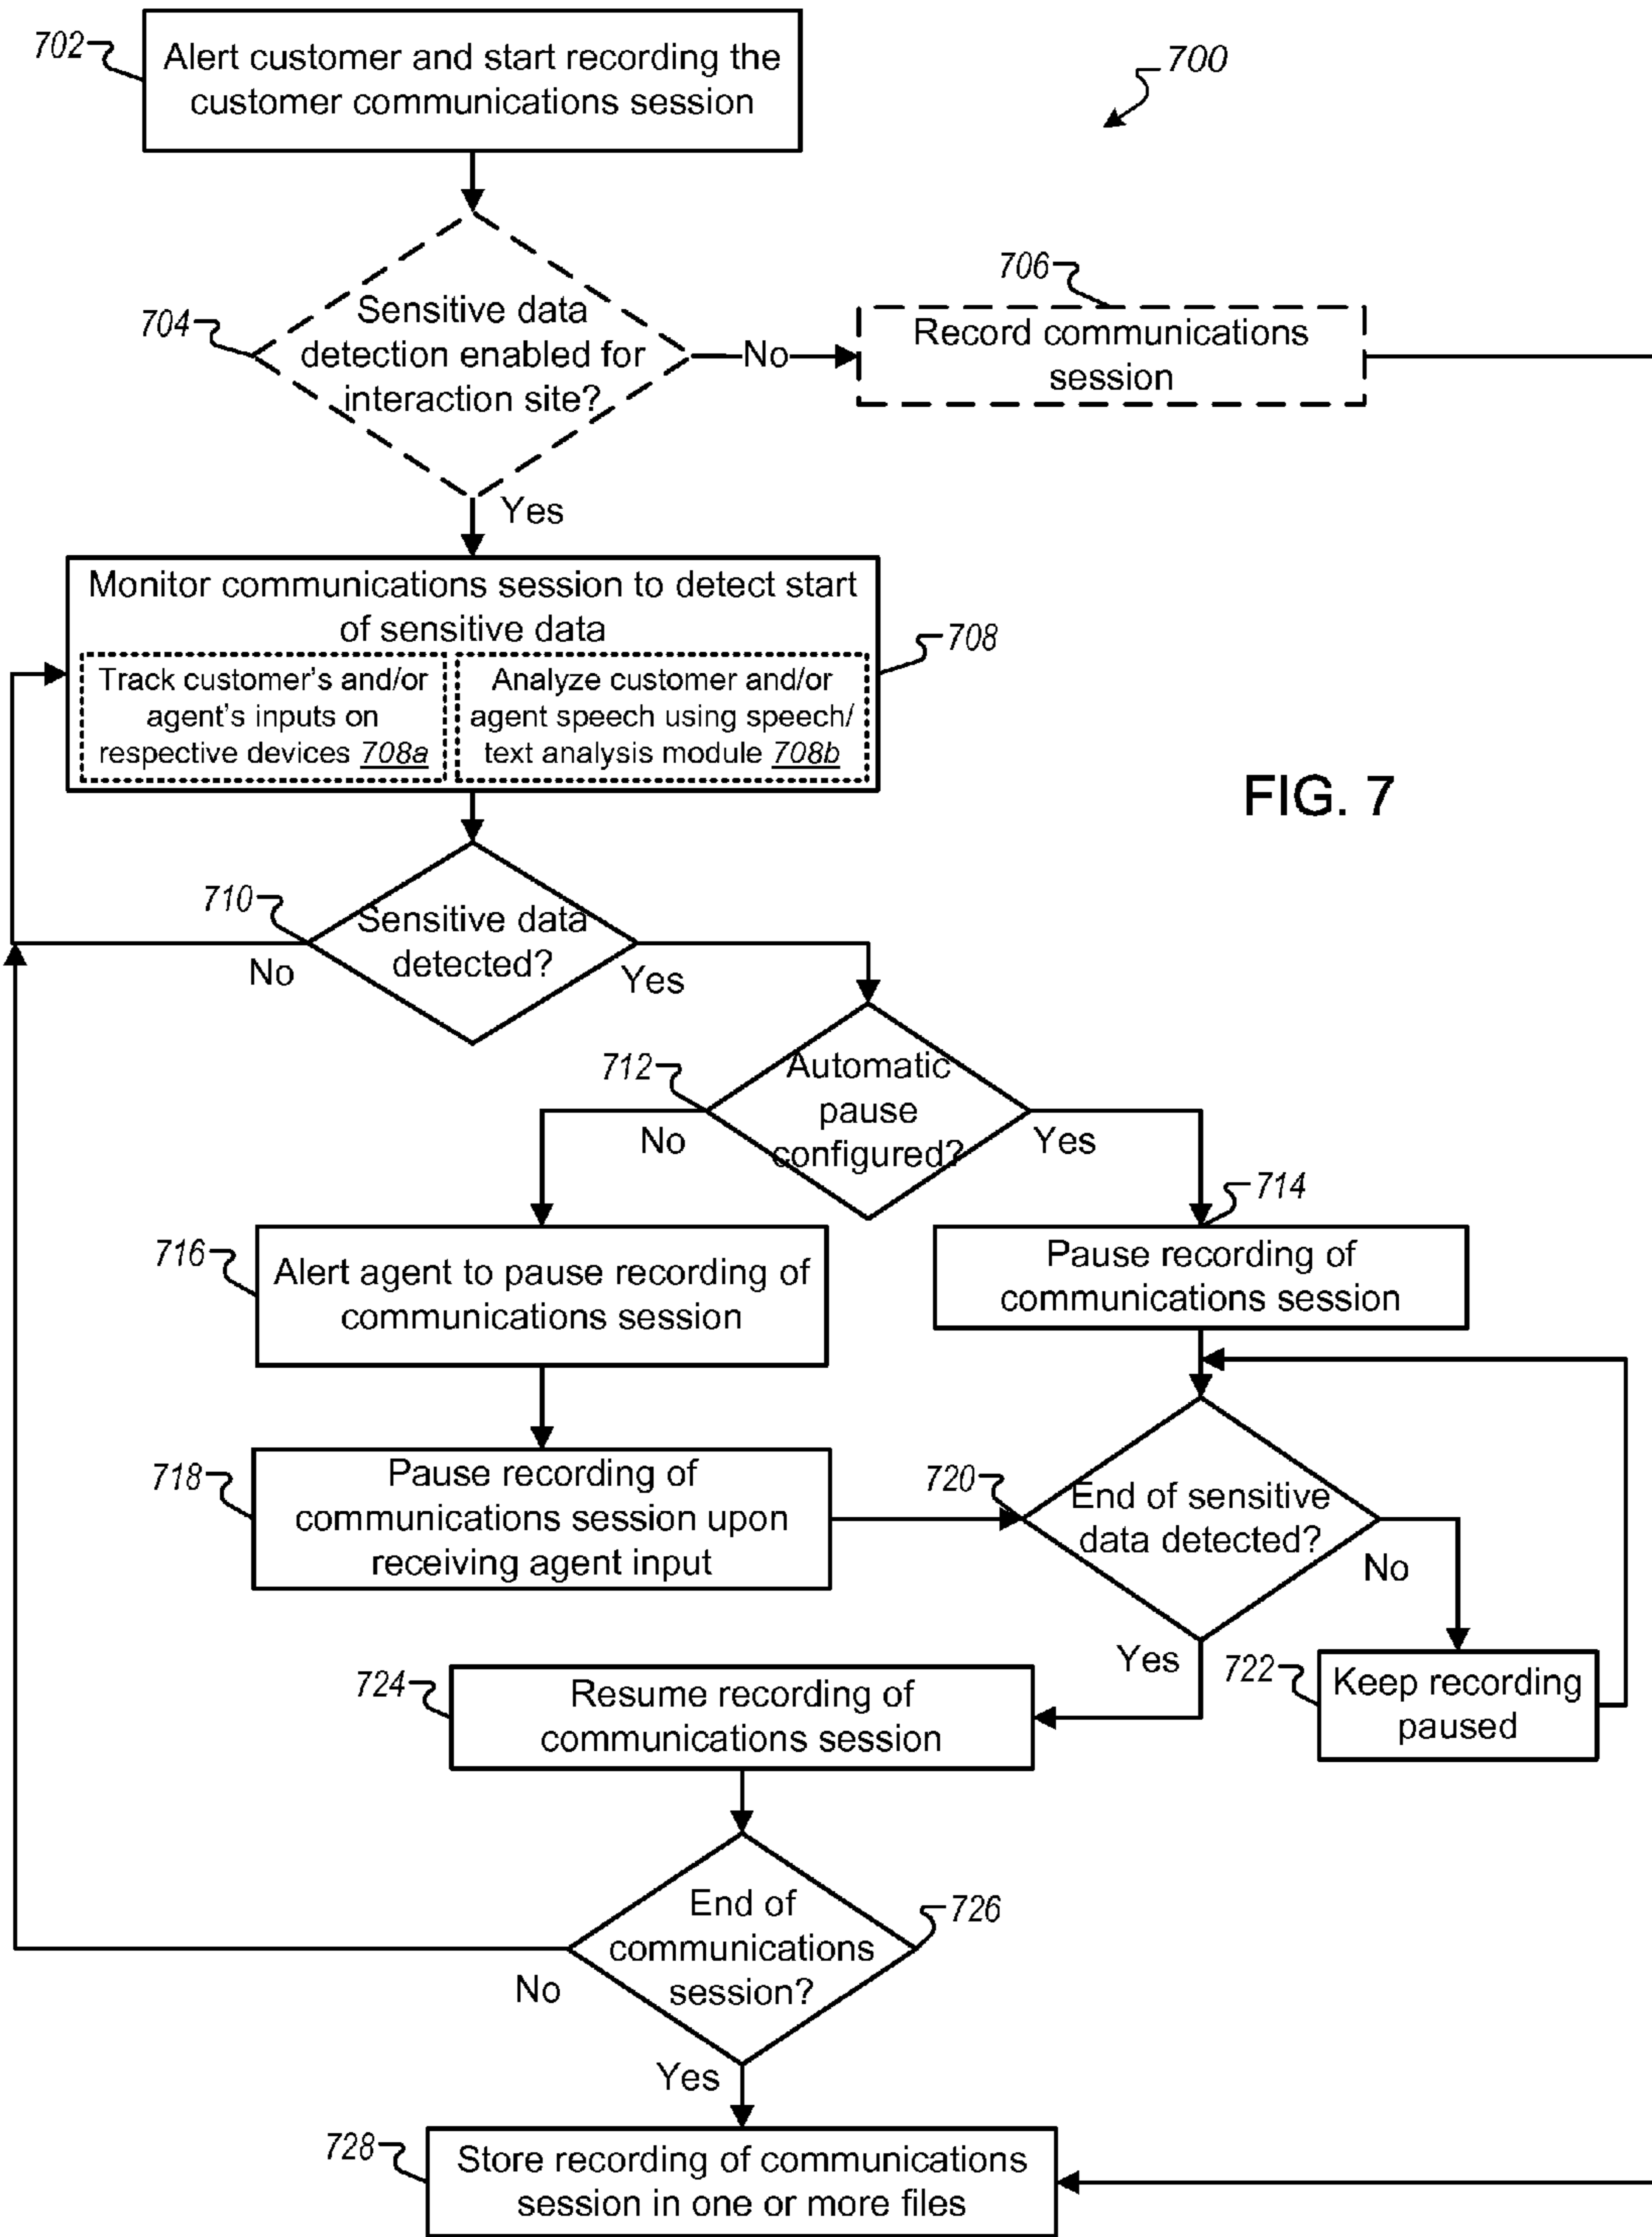 702
Alert customer and start recording the
customer communications session
700
704
Sensitive data
detection enabled for
interaction site?
No
706
Record communications
session
Yes
Monitor communications session to detect start
of sensitive data
708
Track customer's and/or
agent's inputs on
respective devices 708a
Analyze customer and/or
agent speech using speech/
text analysis module 708b
FIG. 7
710
Sensitive data
detected?
No
Yes
712
Automatic
pause
configured?
No
Yes
714
716
Alert agent to pause recording of
communications session
Pause recording of
communications session
718
Pause recording of
communications session upon
receiving agent input
720
End of sensitive
data detected?
No
Yes
722
Keep recording
paused
724
Resume recording of
communications session
End of
communications
session?
726
No
Yes
728
Store recording of communications
session in one or more files